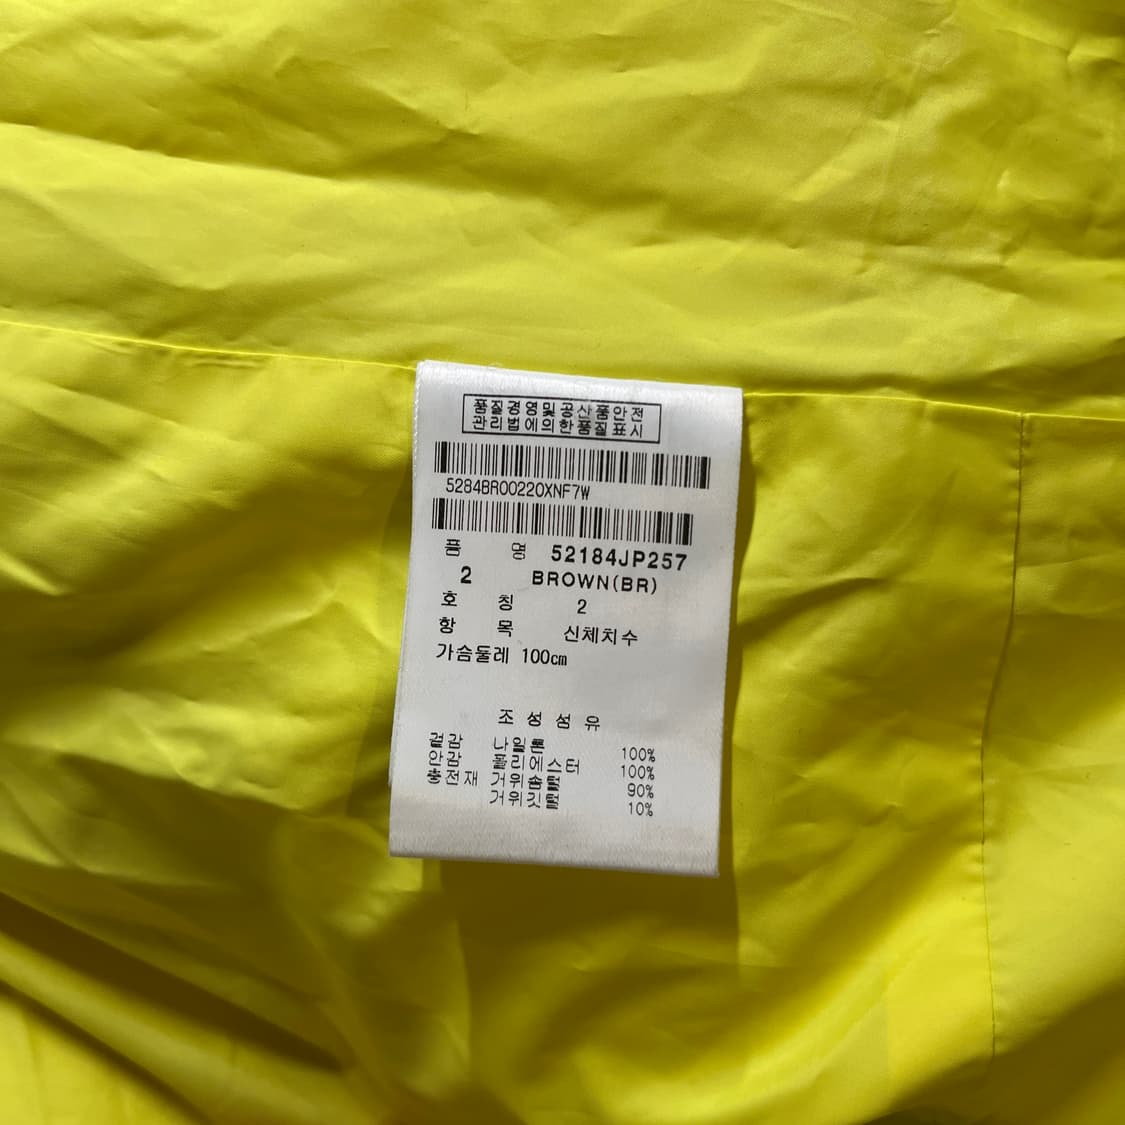 품질경영및공산품안전
관리법에의한품질표시
5284BR00220XNF7W
품 명 52184JP257
2 BROWN(BR)
호 칭 2
항 목 신체치수
가슴둘레 100㎝
조 성 섬 유
겉감 나일론 100%
안감 폴리에스터 100%
충전재 거위솜털 90%
거위깃털 10%